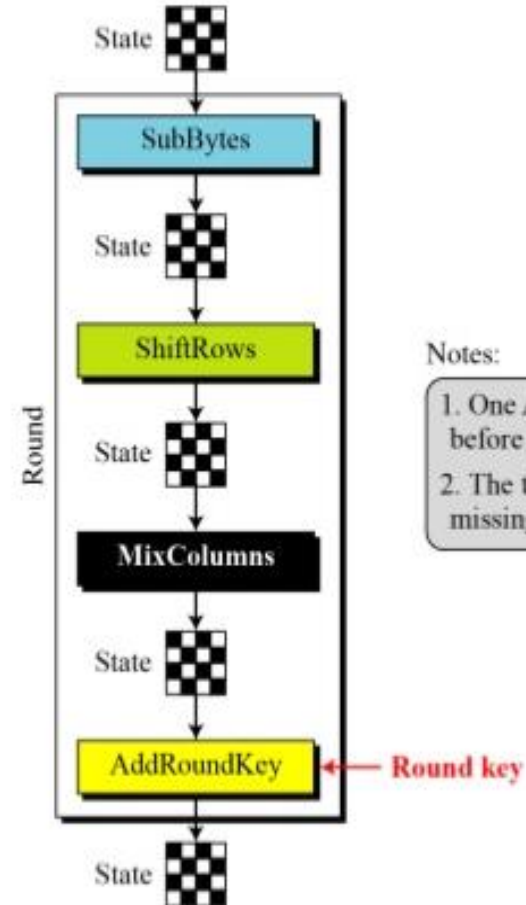 State
SubBytes
State
ShiftRows
State
MixColumns
State
AddRoundKey
Round key
State
Round
Notes:
1. One
before
2. The
missing